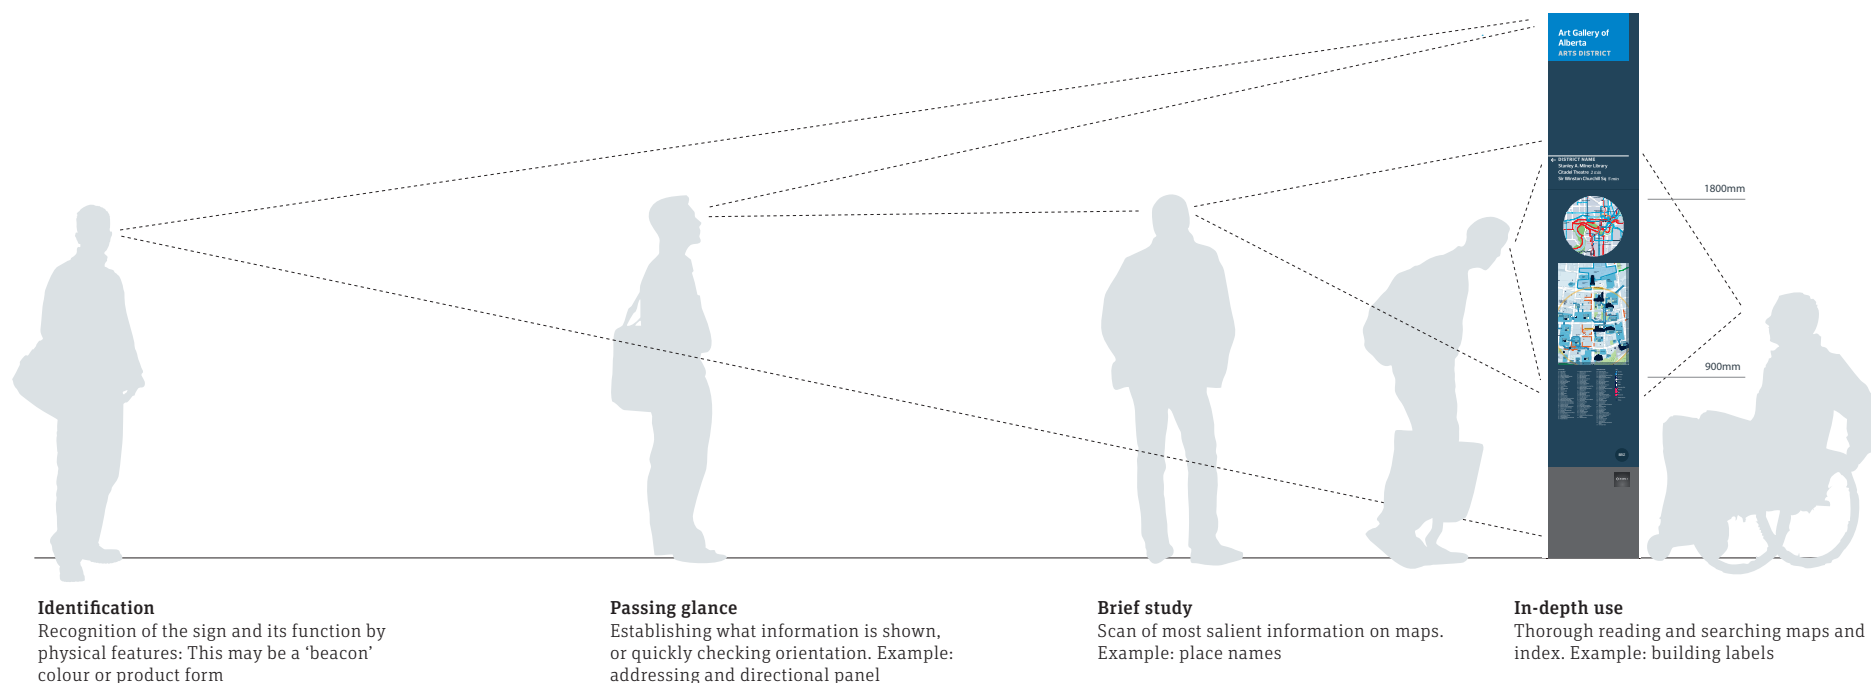 Art Gallery of
Alberta
ARTS DISTRICT
DISTRICT NAME
Stanley A. Milner Library
Citadel Theatre 2 min
Sir Winston Churchill Sq
1800mm
900mm
Identification
Recognition of the sign and its function by
physical features: This may be a ‘beacon’
colour or product form
Passing glance
Establishing what information is shown,
or quickly checking orientation. Example:
addressing and directional panel
Brief study
Scan of most salient information on maps.
Example: place names
In-depth use
Thorough reading and searching maps and
index. Example: building labels